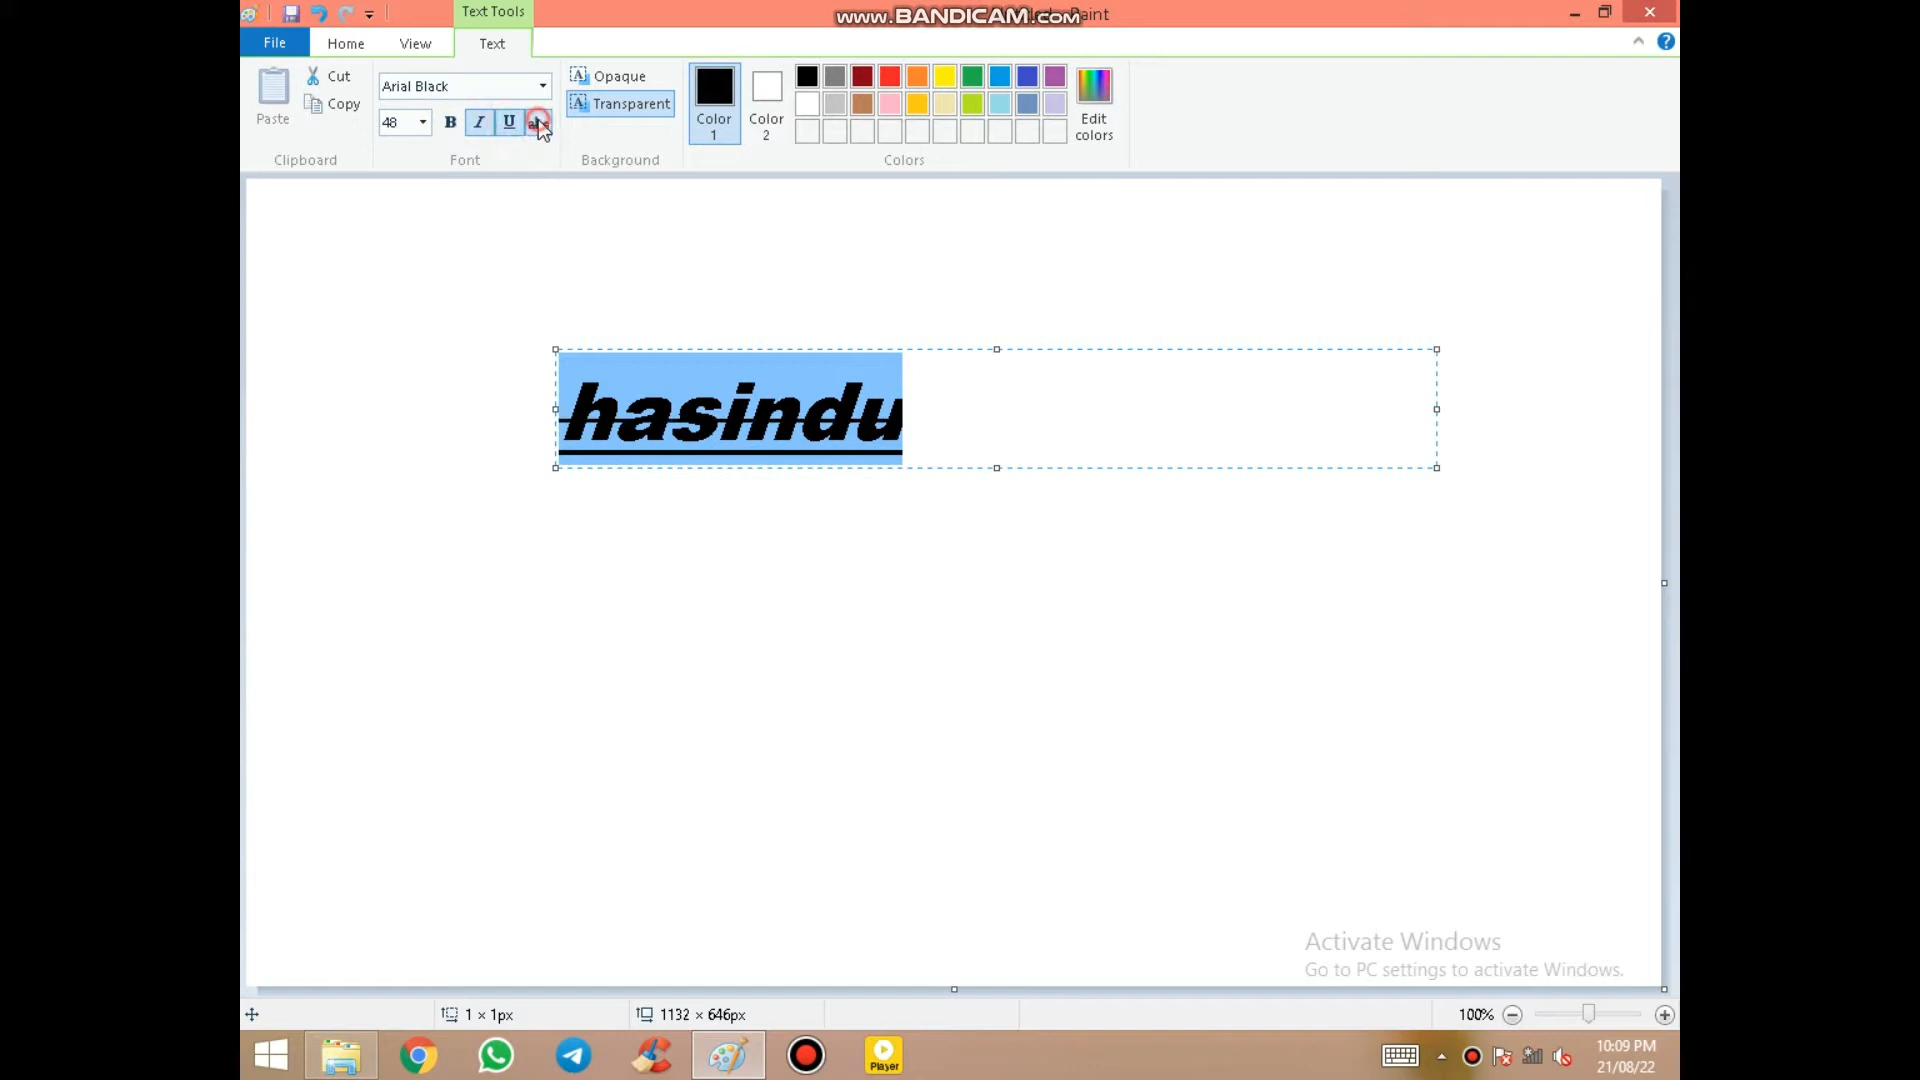 Text Tools
www.BANDICAM.com
Paint
File
Home
View
Text
Paste
Cut
Copy
Clipboard
Arial Black
48
B
I
U
Font
Opaque
Transparent
Background
Color
1
Color
2
Edit
colors
Colors
hasindu
Activate Windows
Go to PC settings to activate Windows.
1 × 1px
1132 × 646px
100%
Player
10:09 PM
21/08/22